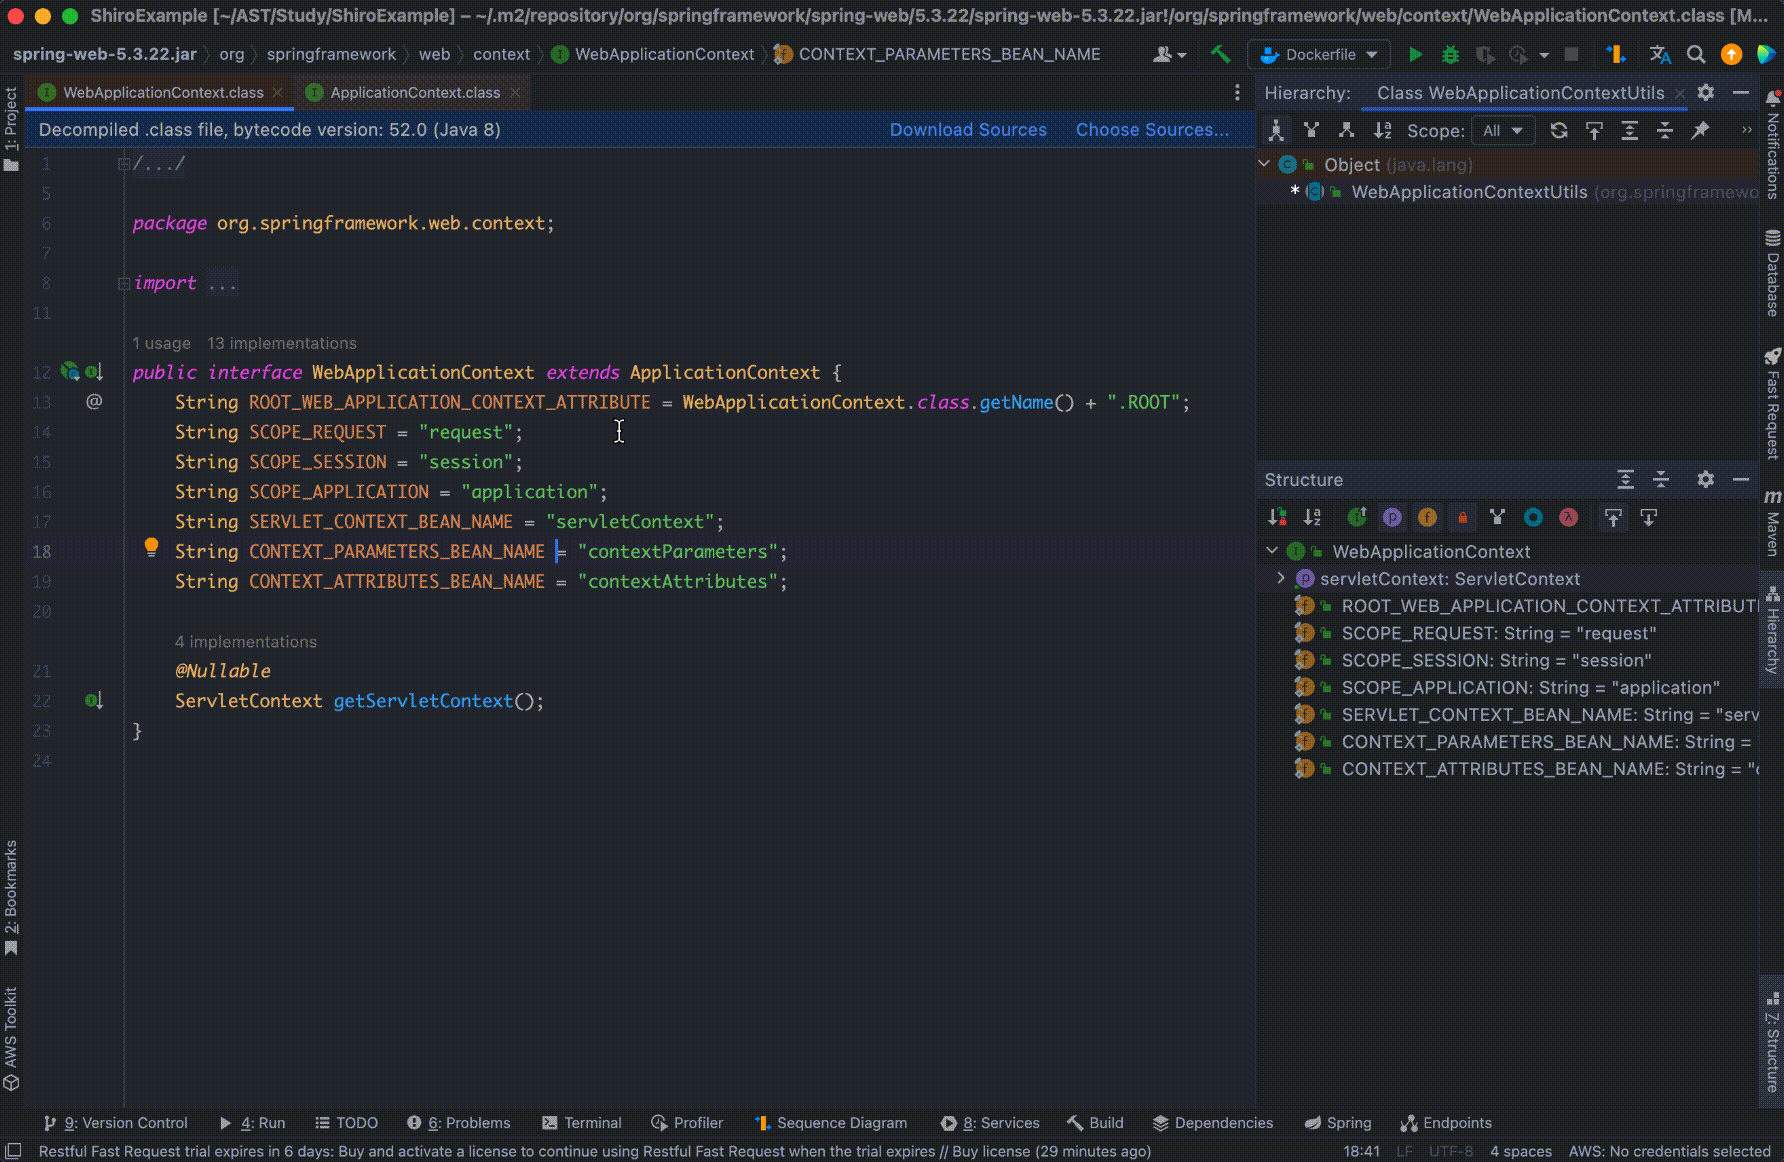 ShiroExample [~/AST/Study/ShiroExample] – ~/.m2/repository/org/springframework/spring-web/5.3.22/spring-web-5.3.22.jar!/org/springframework/web/context/WebApplicationContext.class [M...
spring-web-5.3.22.jar org springframework web context WebApplicationContext CONTEXT_PARAMETERS_BEAN_NAME Dockerfile
WebApplicationContext.class ApplicationContext.class
Decompiled .class file, bytecode version: 52.0 (Java 8) Download Sources Choose Sources...
1 /.../
5
6 package org.springframework.web.context;
7
8 import ...
11
1 usage 13 implementations
12 public interface WebApplicationContext extends ApplicationContext {
13 @ String ROOT_WEB_APPLICATION_CONTEXT_ATTRIBUTE = WebApplicationContext.class.getName() + ".ROOT";
14 String SCOPE_REQUEST = "request";
15 String SCOPE_SESSION = "session";
16 String SCOPE_APPLICATION = "application";
17 String SERVLET_CONTEXT_BEAN_NAME = "servletContext";
18 String CONTEXT_PARAMETERS_BEAN_NAME = "contextParameters";
19 String CONTEXT_ATTRIBUTES_BEAN_NAME = "contextAttributes";
20
4 implementations
21 @Nullable
22 ServletContext getServletContext();
23 }
24
Hierarchy: Class WebApplicationContextUtils
Scope: All
Object (java.lang)
* WebApplicationContextUtils (org.springframewo
Structure
WebApplicationContext
servletContext: ServletContext
ROOT_WEB_APPLICATION_CONTEXT_ATTRIBUT
SCOPE_REQUEST: String = "request"
SCOPE_SESSION: String = "session"
SCOPE_APPLICATION: String = "application"
SERVLET_CONTEXT_BEAN_NAME: String = "serv
CONTEXT_PARAMETERS_BEAN_NAME: String =
CONTEXT_ATTRIBUTES_BEAN_NAME: String = "c
1: Project
2: Bookmarks
AWS Toolkit
Notifications
Database
Fast Request
m Maven
Hierarchy
7: Structure
9: Version Control 4: Run TODO 6: Problems Terminal Profiler Sequence Diagram 8: Services Build Dependencies Spring Endpoints
Restful Fast Request trial expires in 6 days: Buy and activate a license to continue using Restful Fast Request when the trial expires // Buy license (29 minutes ago) 18:41 LF UTF-8 4 spaces AWS: No credentials selected